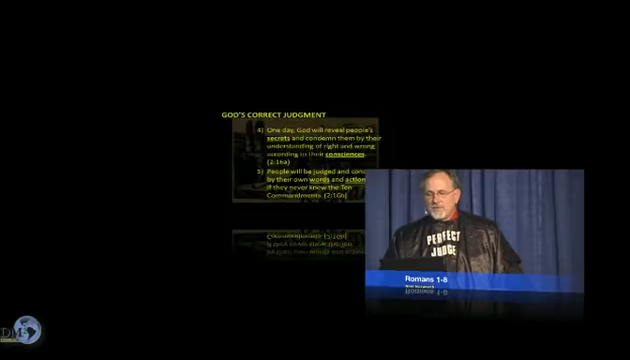 GOD'S CORRECT JUDGMENT
4) One day, God will reveal people's
secrets and condemn them by their
understanding of right and wrong
according to their consciences.
(2:16a)
5) People will be judged and
by their own words and action
if they never knew the Ten
Commandments. (2:16b)
PERFECT
JUDGE
Romans 1-8
DM